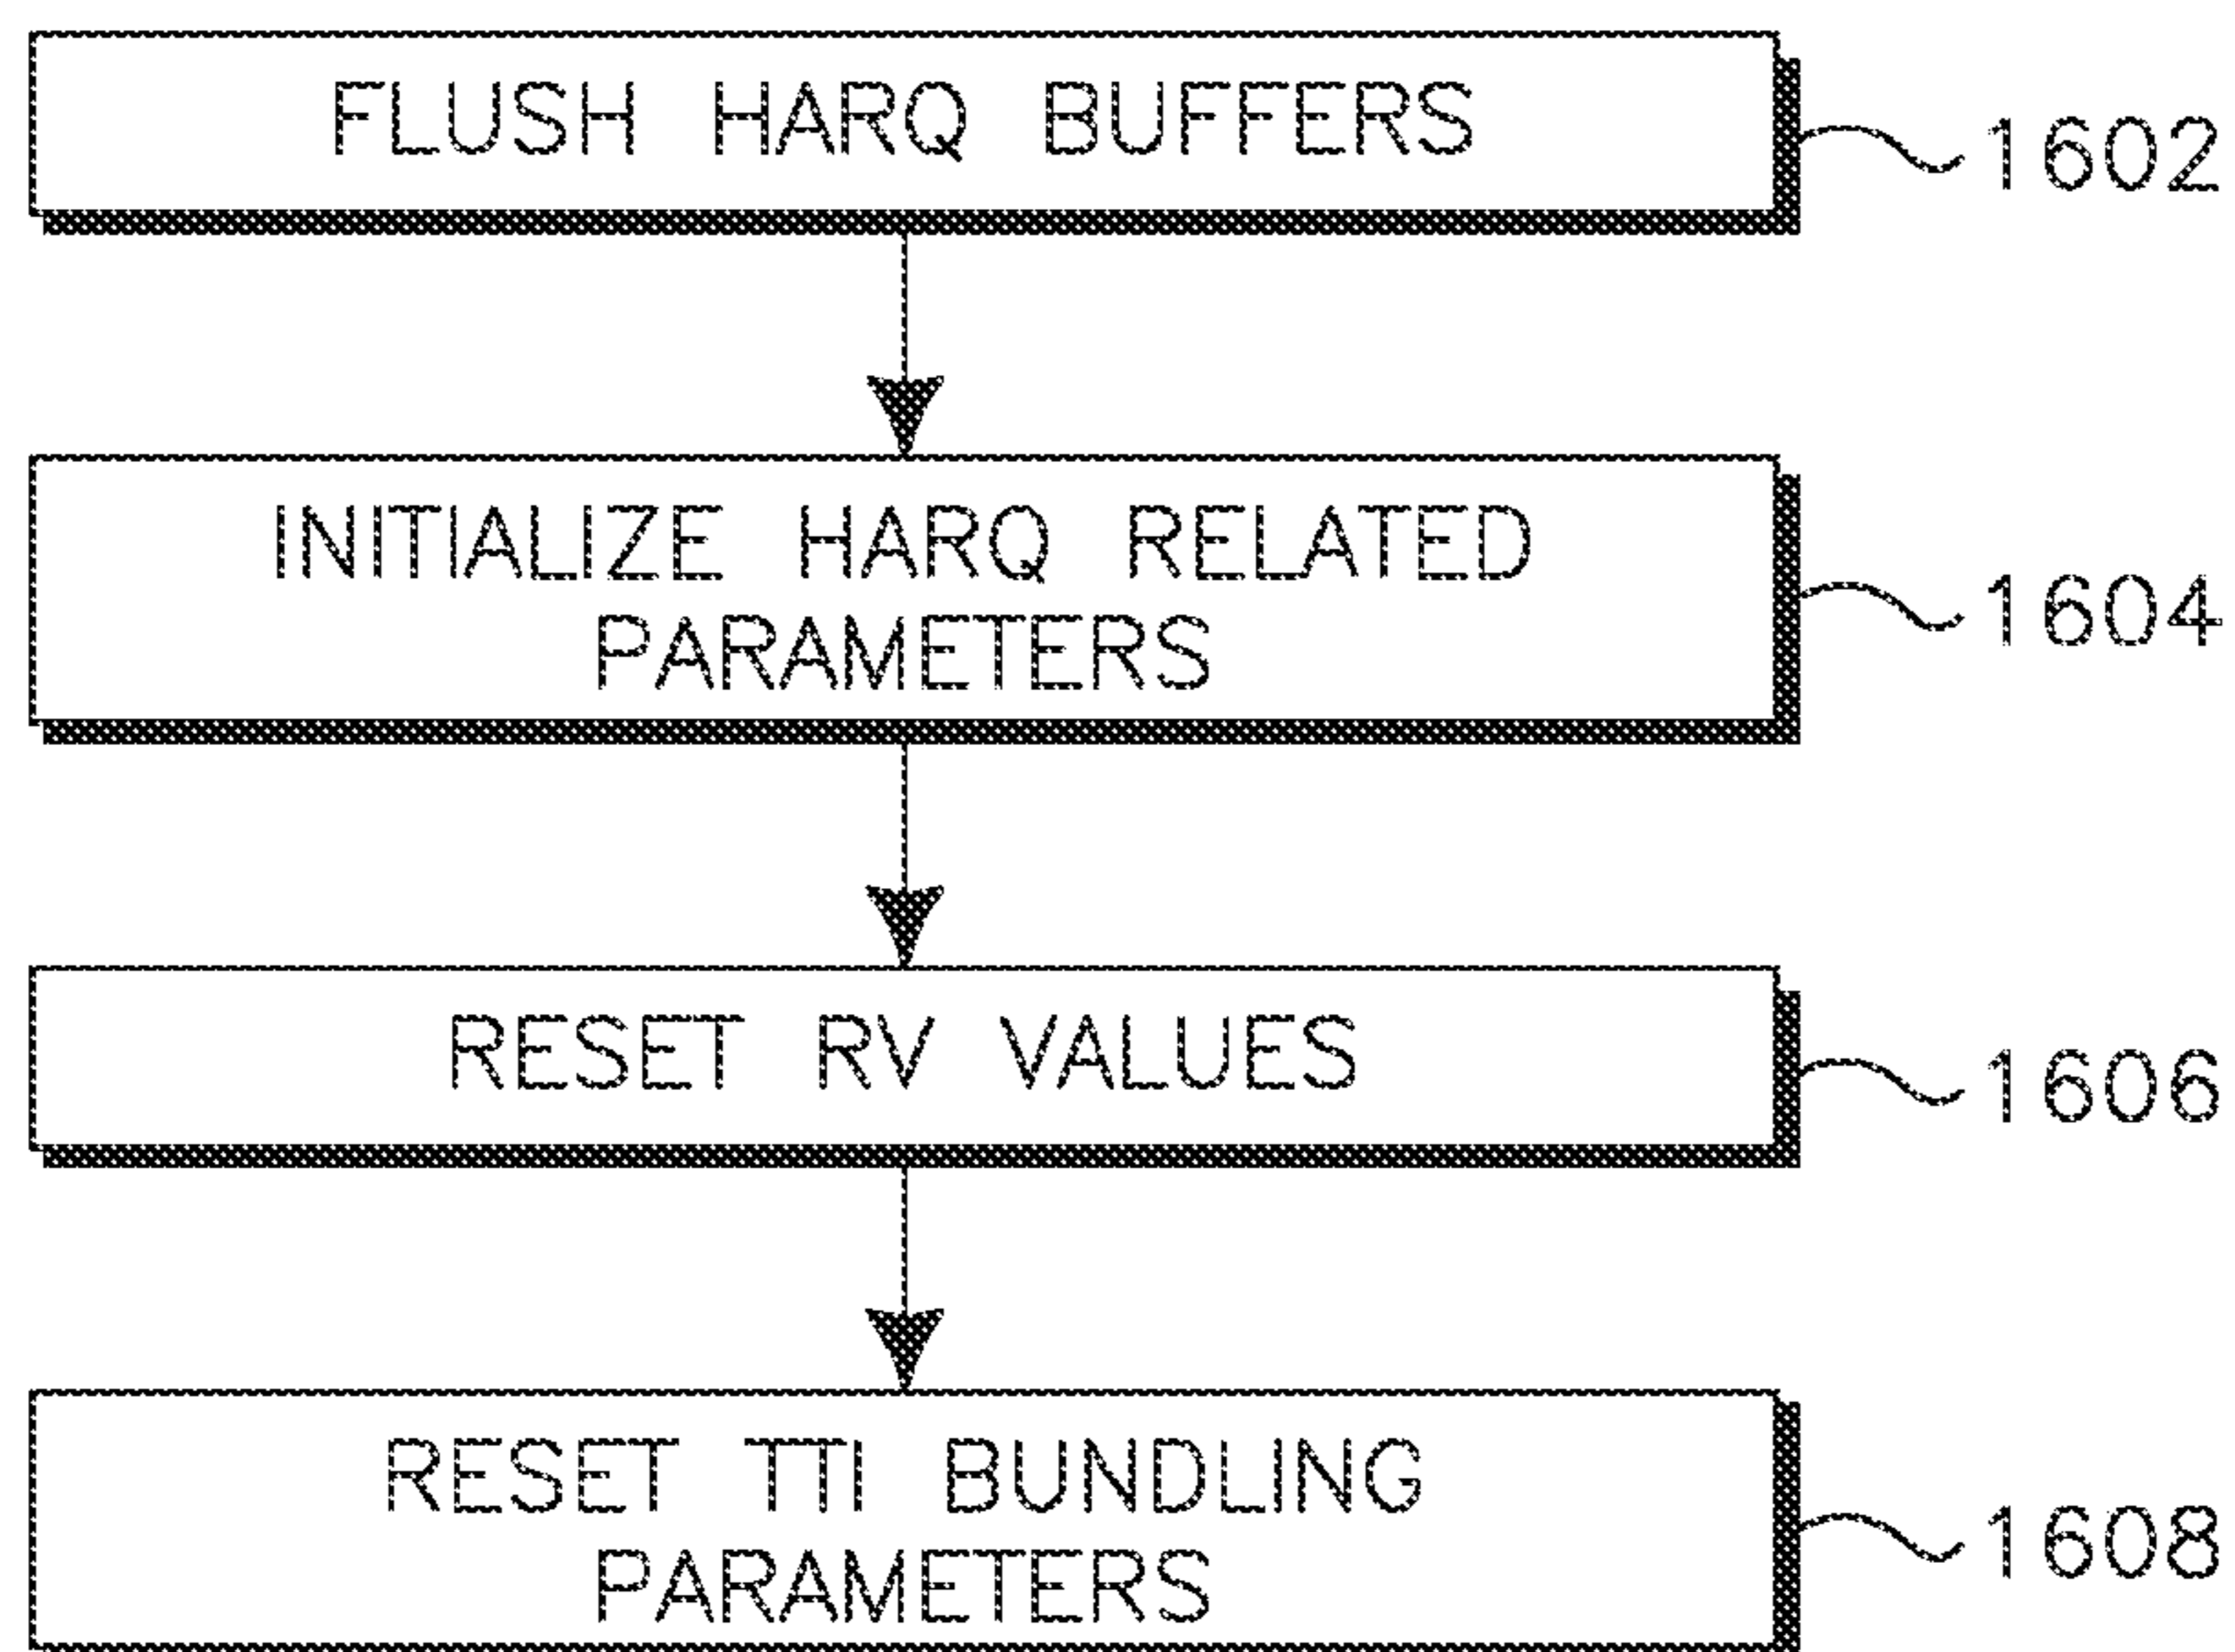 FLUSH HARQ BUFFERS
1602
INITIALIZE HARQ RELATED
PARAMETERS
1604
RESET RV VALUES
1606
RESET TTI BUNDLING
PARAMETERS
1608